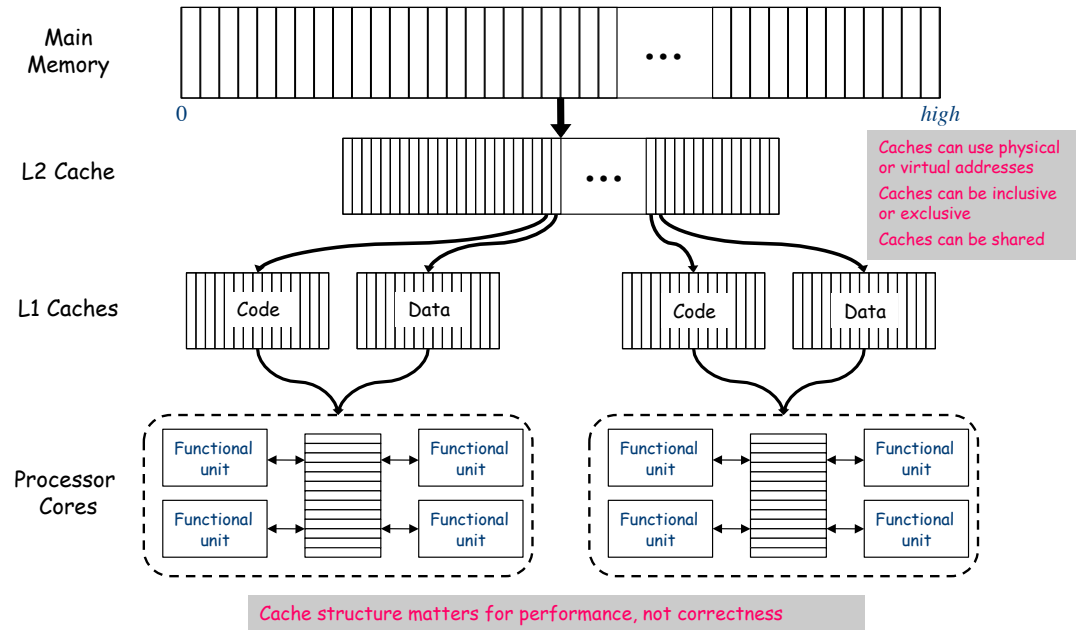 Main
Memory
•••
0
high
L2 Cache
•••
Caches can use physical
or virtual addresses
Caches can be inclusive
or exclusive
Caches can be shared
L1 Caches
Code
Data
Code
Data
Processor
Cores
Functional
unit
Functional
unit
Functional
unit
Functional
unit
Functional
unit
Functional
unit
Functional
unit
Functional
unit
Cache structure matters for performance, not correctness